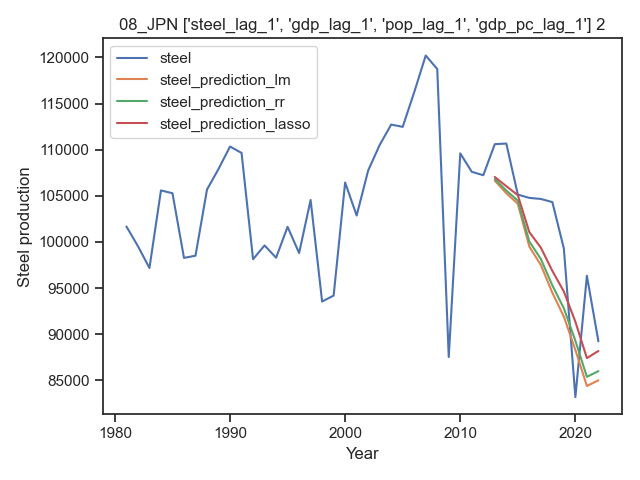 08_JPN ['steel_lag_1', 'gdp_lag_1', 'pop_lag_1', 'gdp_pc_lag_1'] 2
steel
steel_prediction_lm
steel_prediction_rr
steel_prediction_lasso
120000
115000
110000
105000
100000
95000
90000
85000
Steel production
1980
1990
2000
2010
2020
Year